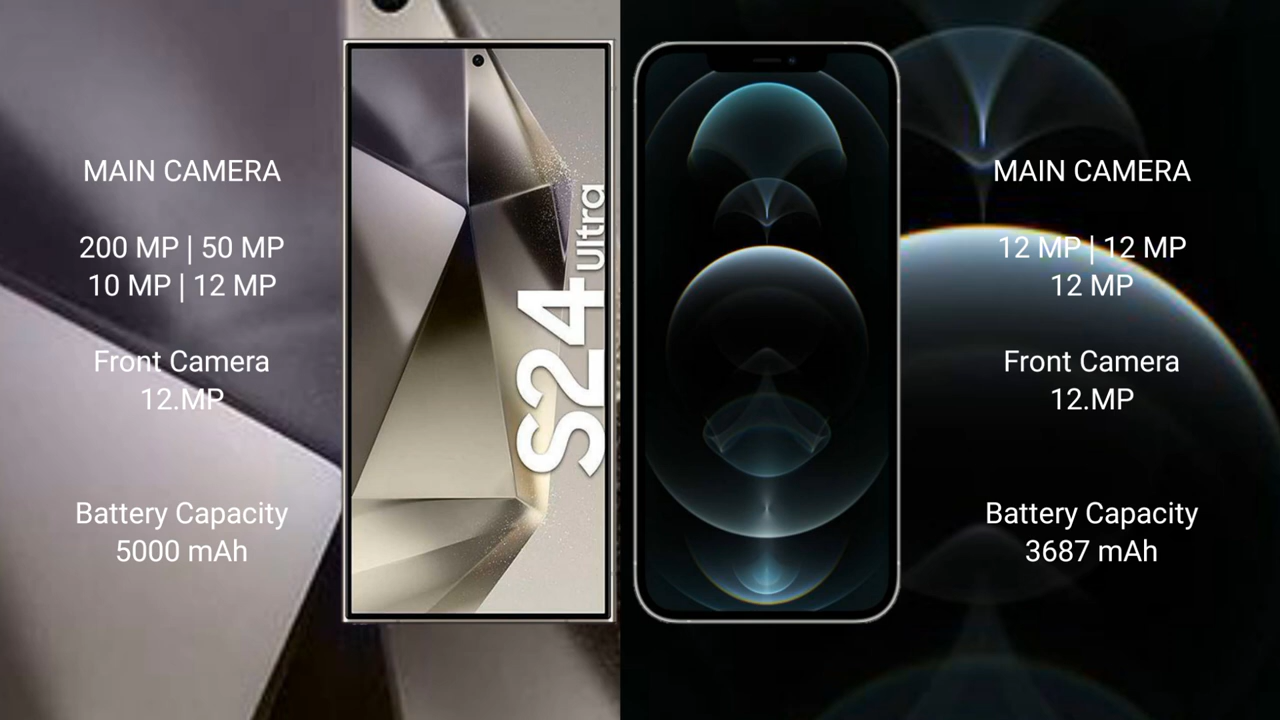 MAIN CAMERA
200 MP | 50 MP
10 MP | 12 MP
Front Camera
12.MP
Battery Capacity
5000 mAh
S24 Ultra
MAIN CAMERA
12 MP | 12 MP
12 MP
Front Camera
12.MP
Battery Capacity
3687 mAh